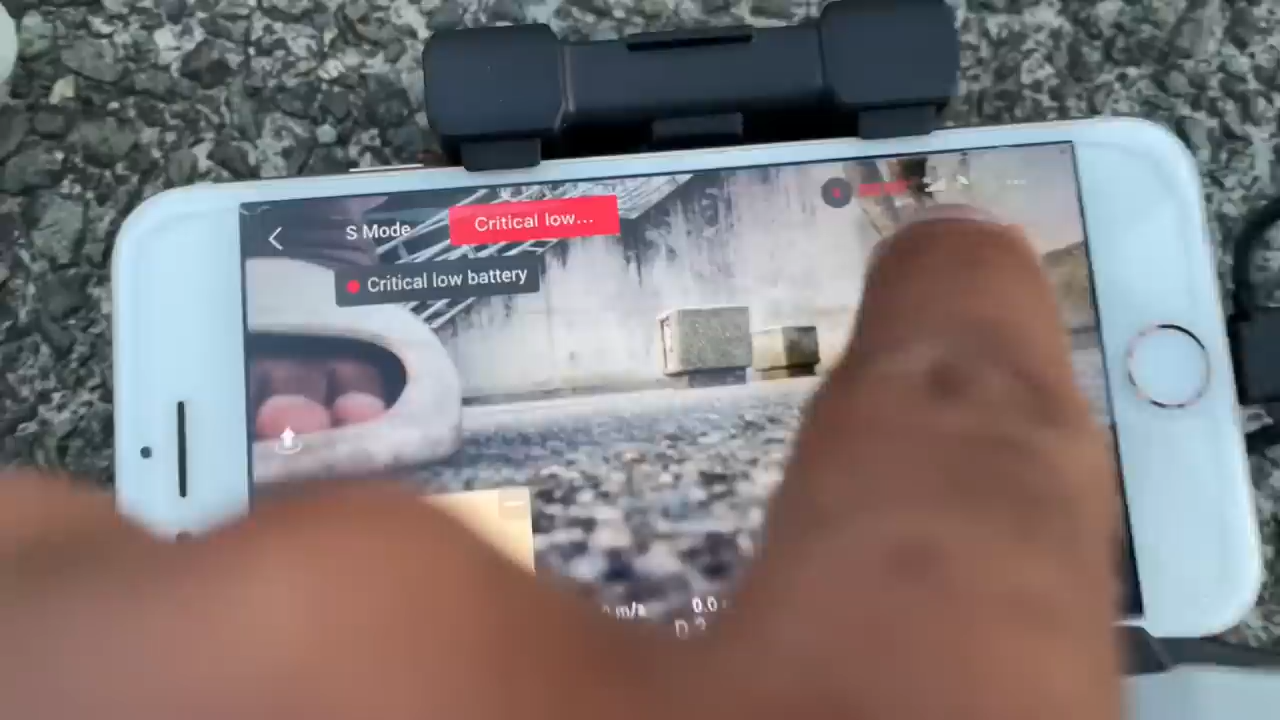 S Mode
Critical low...
Critical low battery
m/s
0.0